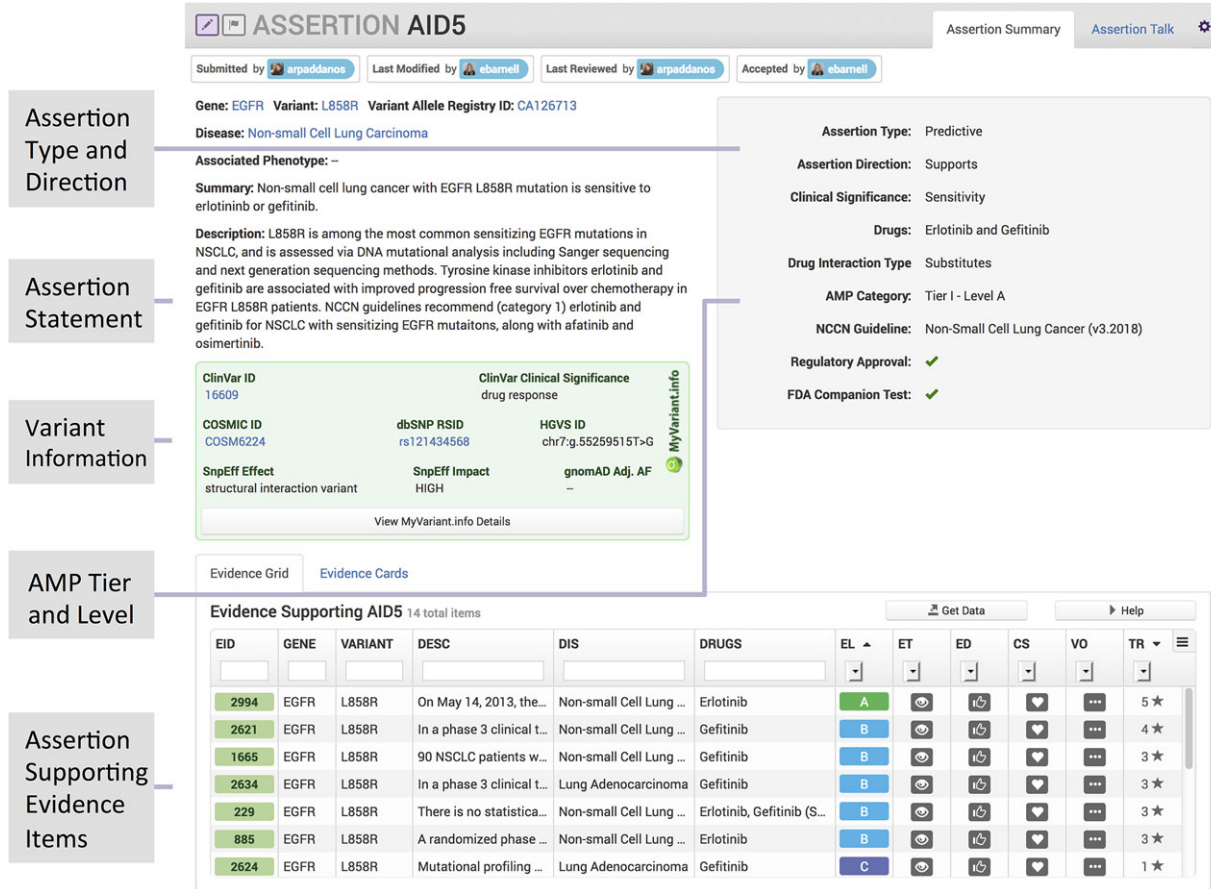 ASSERTION AID5
Assertion Summary
Assertion Talk
Submitted by arpaddanos
Last Modified by ebarnell
Last Reviewed by arpaddanos
Accepted by ebarnell
Assertion
Type and
Direction
Gene: EGFR Variant: L858R Variant Allele Registry ID: CA126713
Disease: Non-small Cell Lung Carcinoma
Associated Phenotype: --
Summary: Non-small cell lung cancer with EGFR L858R mutation is sensitive to
erlotininb or gefitinib.
Assertion
Statement
Description: L858R is among the most common sensitizing EGFR mutations in
NSCLC, and is assessed via DNA mutational analysis including Sanger sequencing
and next generation sequencing methods. Tyrosine kinase inhibitors erlotinib and
gefitinib are associated with improved progression free survival over chemotherapy in
EGFR L858R patients. NCCN guidelines recommend (category 1) erlotinib and
gefitinib for NSCLC with sensitizing EGFR mutaitons, along with afatinib and
osimertinib.
Assertion Type: Predictive
Assertion Direction: Supports
Clinical Significance: Sensitivity
Drugs: Erlotinib and Gefitinib
Drug Interaction Type Substitutes
AMP Category: Tier I - Level A
NCCN Guideline: Non-Small Cell Lung Cancer (v3.2018)
Regulatory Approval: ✔
FDA Companion Test: ✔
Variant
Information
ClinVar ID ClinVar Clinical Significance
16609 drug response
COSMIC ID dbSNP RSID HGVS ID
COSM6224 rs121434568 chr7:g.55259515T>G
SnpEff Effect SnpEff Impact gnomAD Adj. AF
structural interaction variant HIGH --
MyVariant.info
View MyVariant.info Details
AMP Tier
and Level
Evidence Grid Evidence Cards
Evidence Supporting AID5 14 total items
Get Data
Help
Assertion
Supporting
Evidence
Items
EID GENE VARIANT DESC DIS DRUGS EL ET ED CS VO TR
2994 EGFR L858R On May 14, 2013, the... Non-small Cell Lung ... Erlotinib A 5★
2621 EGFR L858R In a phase 3 clinical t... Non-small Cell Lung ... Gefitinib B 4★
1665 EGFR L858R 90 NSCLC patients w... Non-small Cell Lung ... Gefitinib B 3★
2634 EGFR L858R In a phase 3 clinical t... Lung Adenocarcinoma Gefitinib B 3★
229 EGFR L858R There is no statistica... Non-small Cell Lung ... Erlotinib, Gefitinib (S... B 3★
885 EGFR L858R A randomized phase ... Non-small Cell Lung ... Gefitinib B 3★
2624 EGFR L858R Mutational profiling ... Lung Adenocarcinoma Gefitinib C 1★